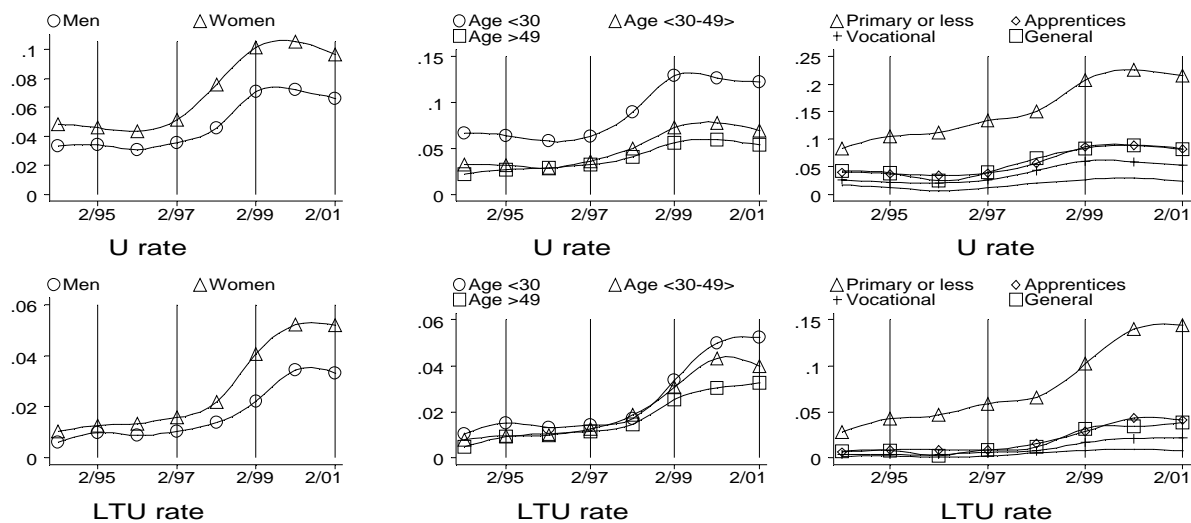 Men Women
.1
.08
.06
.04
.02
0
2/95 2/97 2/99 2/01
U rate
Age <30 Age <30-49>
Age >49
.15
.1
.05
0
2/95 2/97 2/99 2/01
U rate
Primary or less Apprentices
Vocational General
.25
.2
.15
.1
.05
0
2/95 2/97 2/99 2/01
U rate
Men Women
.06
.04
.02
0
2/95 2/97 2/99 2/01
LTU rate
Age <30 Age <30-49>
Age >49
.06
.04
.02
0
2/95 2/97 2/99 2/01
LTU rate
Primary or less Apprentices
Vocational General
.15
.1
.05
0
2/95 2/97 2/99 2/01
LTU rate